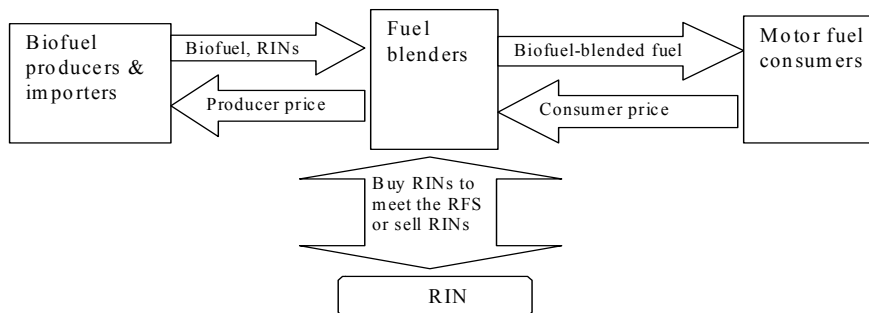 Biofuel
producers &
importers
Biofuel, RINs
Producer price
Fuel
blenders
Biofuel-blended fuel
Consumer price
Motor fuel
consumers
Buy RINs to
meet the RFS
or sell RINs
RIN